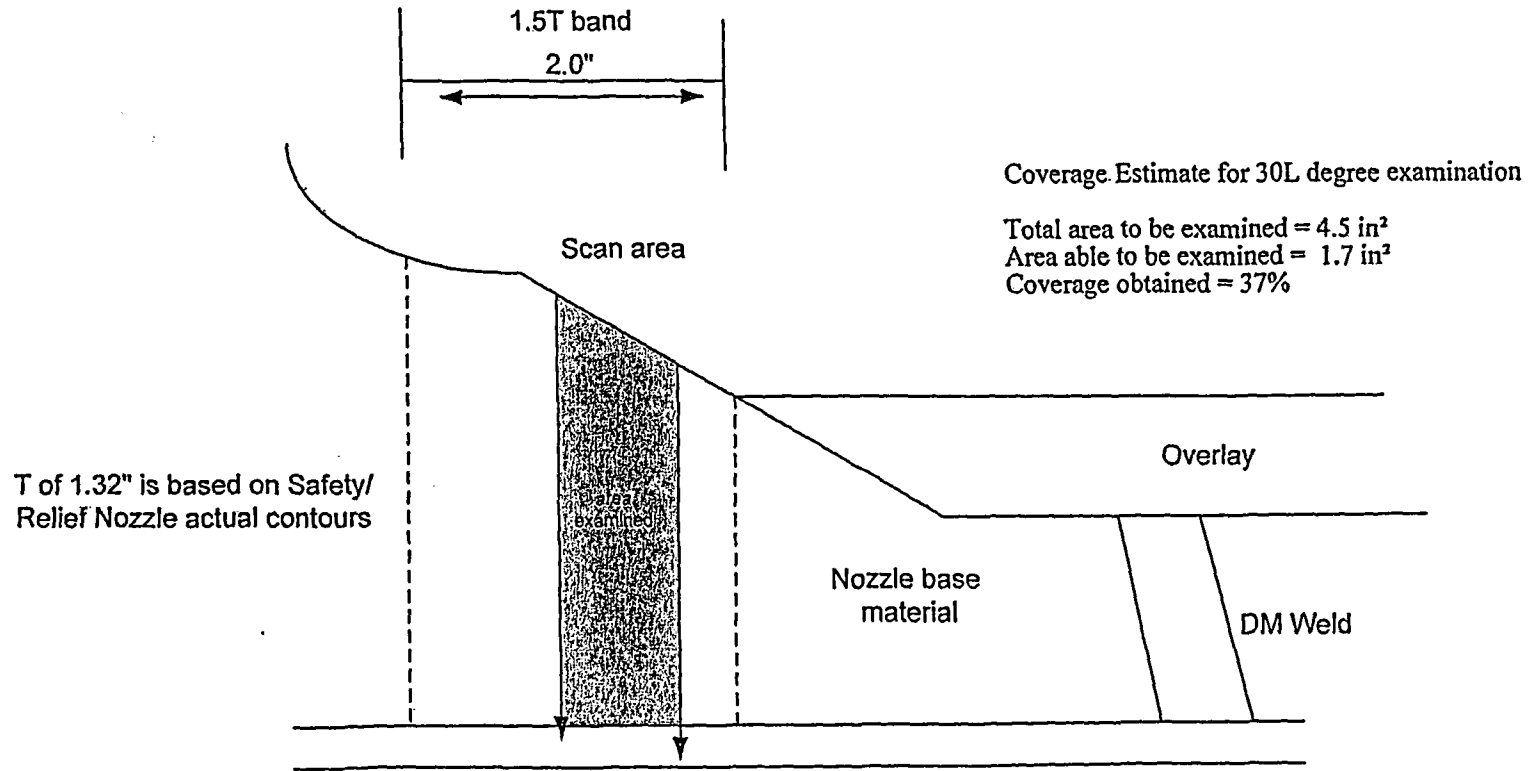 1.5T band
2.0"
Coverage Estimate for 30L degree examination
Total area to be examined = 4.5 in²
Area able to be examined = 1.7 in²
Coverage obtained = 37%
Scan area
T of 1.32" is based on Safety/
Relief Nozzle actual contours
area
examined
Overlay
Nozzle base
material
DM Weld